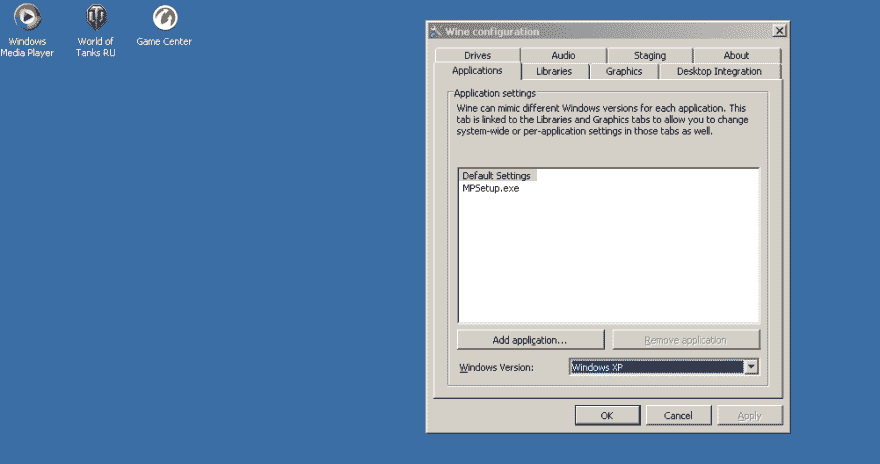 Windows
Media Player
World of
Tanks RU
Game Center
Wine configuration
Drives
Audio
Staging
About
Applications
Libraries
Graphics
Desktop Integration
Application settings
Wine can mimic different Windows versions for each application. This
tab is linked to the Libraries and Graphics tabs to allow you to change
system-wide or per-application settings in those tabs as well.
Default Settings
MPSetup.exe
Add application...
Remove application
Windows Version:
Windows XP
OK
Cancel
Apply